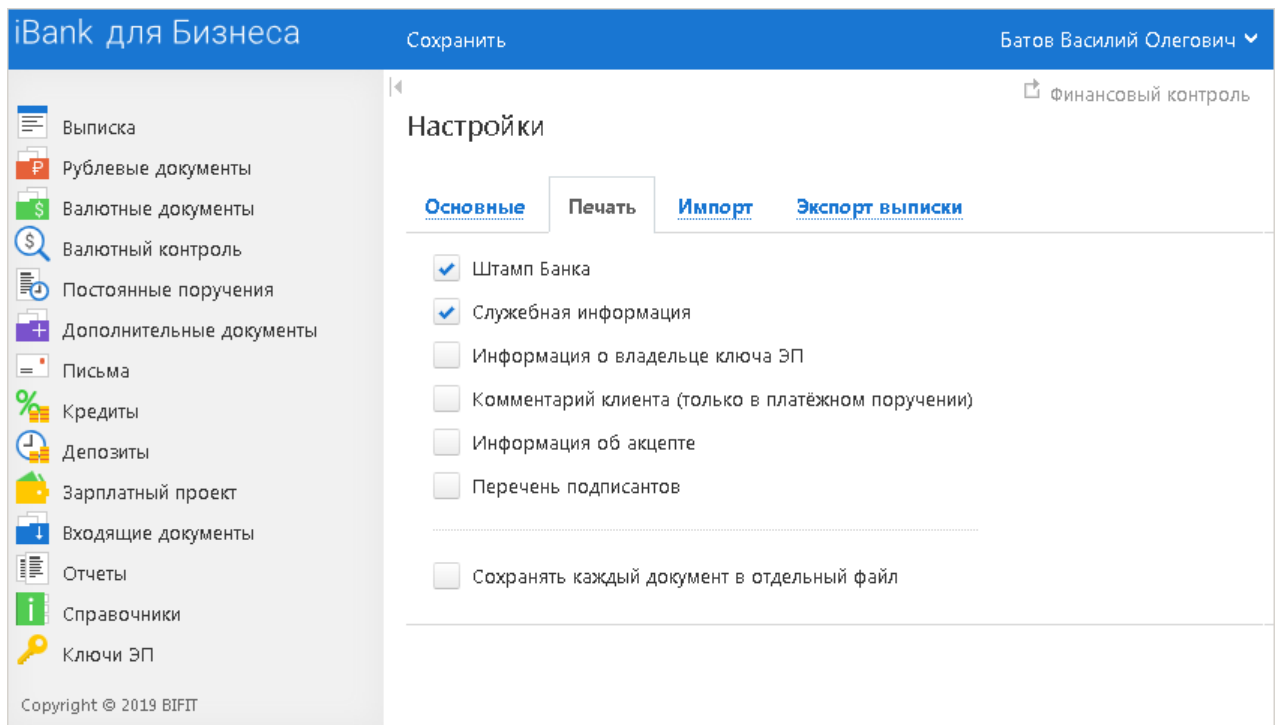 iBank для Бизнеса
Сохранить
Батов Василий Олегович
Финансовый контроль
Выписка
Рублевые документы
Валютные документы
Валютный контроль
Постоянные поручения
Дополнительные документы
Письма
Кредиты
Депозиты
Зарплатный проект
Входящие документы
Отчеты
Справочники
Ключи ЭП
Copyright © 2019 BIFIT
Настройки
Основные Печать Импорт Экспорт выписки
Штамп Банка
Служебная информация
Информация о владельце ключа ЭП
Комментарий клиента (только в платёжном поручении)
Информация об акцепте
Перечень подписантов
Сохранять каждый документ в отдельный файл